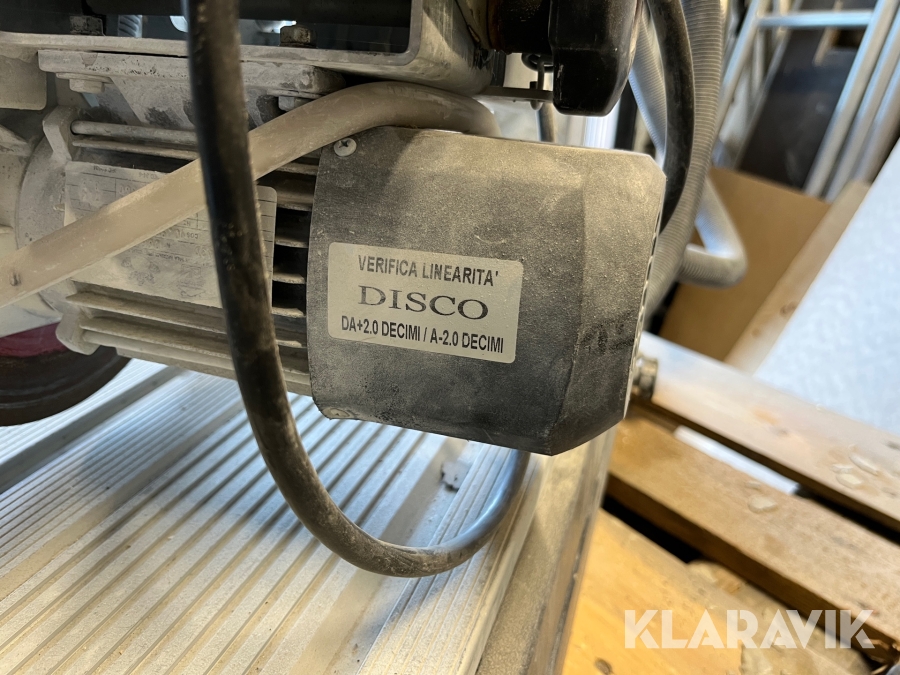 VERIFICA LINEARITA'
DISCO
DA+2.0 DECIMI / A-2.0 DECIMI
KLARAVIK